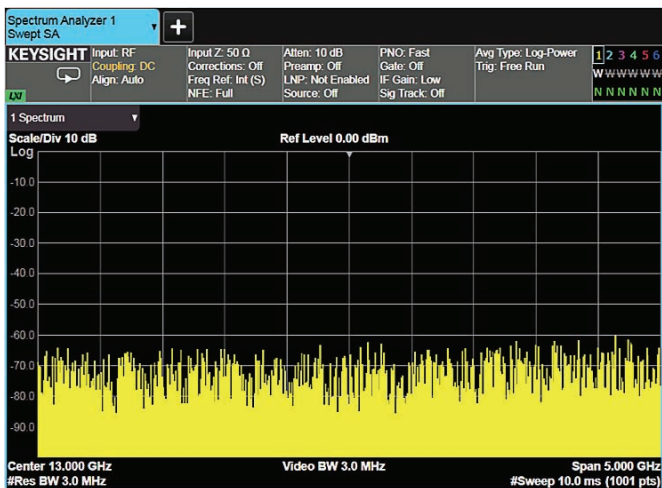 Spectrum Analyzer 1
Swept SA
KEYSIGHT Input: RF Input Z: 50 Ω Atten: 10 dB PNO: Fast Avg Type: Log-Power 1 2 3 4 5 6
Coupling: DC Corrections: Off Preamp: Off Gate: Off Trig: Free Run
Align: Auto Freq Ref: Int (S) LNP: Not Enabled IF Gain: Low W W W W W W
LXI NFE: Full Source: Off Sig Track: Off N N N N N N
1 Spectrum
Scale/Div 10 dB Ref Level 0.00 dBm
Log
-10.0
-20.0
-30.0
-40.0
-50.0
-60.0
-70.0
-80.0
-90.0
Center 13.000 GHz Video BW 3.0 MHz Span 5.000 GHz
#Res BW 3.0 MHz #Sweep 10.0 ms (1001 pts)